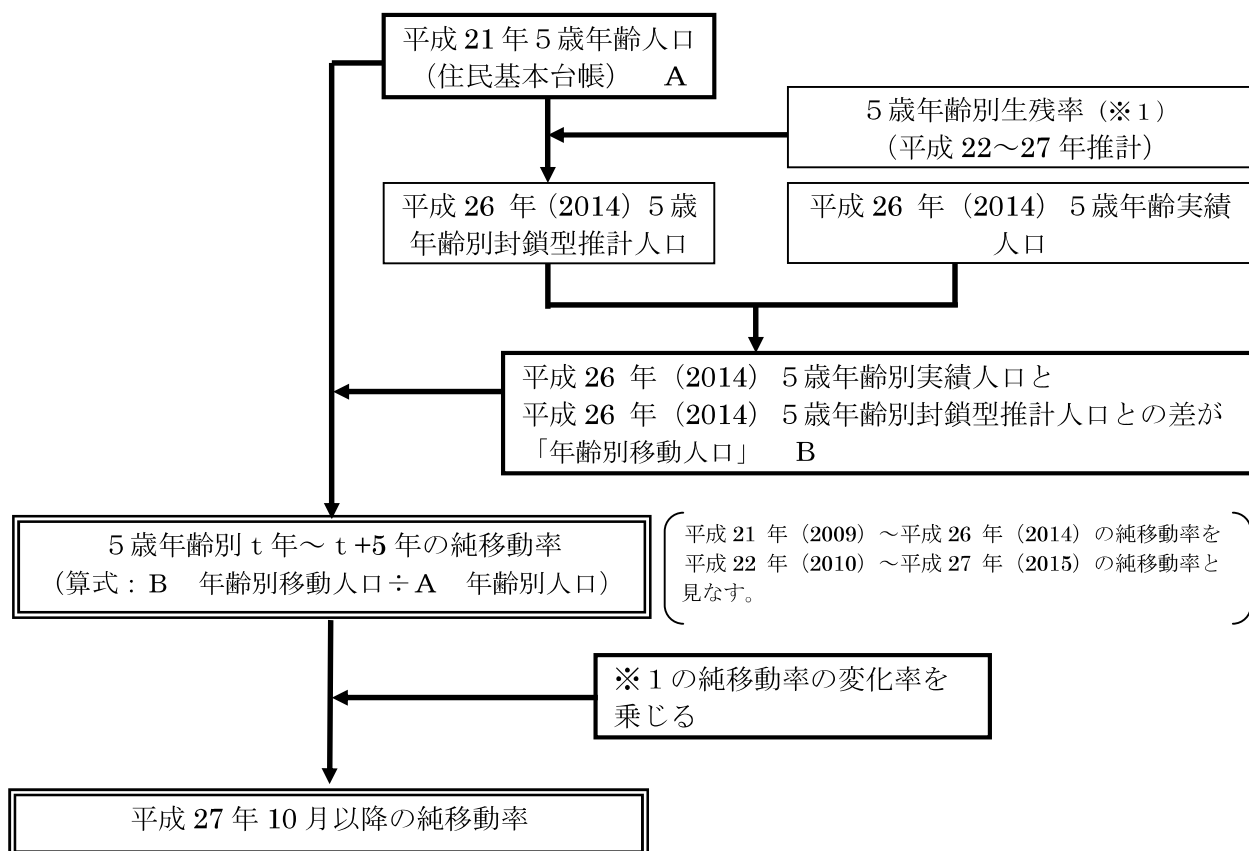 平成 21 年５歳年齢人口
（住民基本台帳）　A
５歳年齢別生残率（※１）
（平成 22～27 年推計）
平成 26 年（2014）５歳
年齢別封鎖型推計人口
平成 26 年（2014）５歳年齢実績
人口
平成 26 年（2014）５歳年齢別実績人口と
平成 26 年（2014）５歳年齢別封鎖型推計人口との差が
「年齢別移動人口」　B
５歳年齢別 t 年～ t +5 年の純移動率
（算式：B　年齢別移動人口÷A　年齢別人口）
平成 21 年（2009）～平成 26 年（2014）の純移動率を
平成 22 年（2010）～平成 27 年（2015）の純移動率と
見なす。
※１の純移動率の変化率を
乗じる
平成 27 年 10 月以降の純移動率